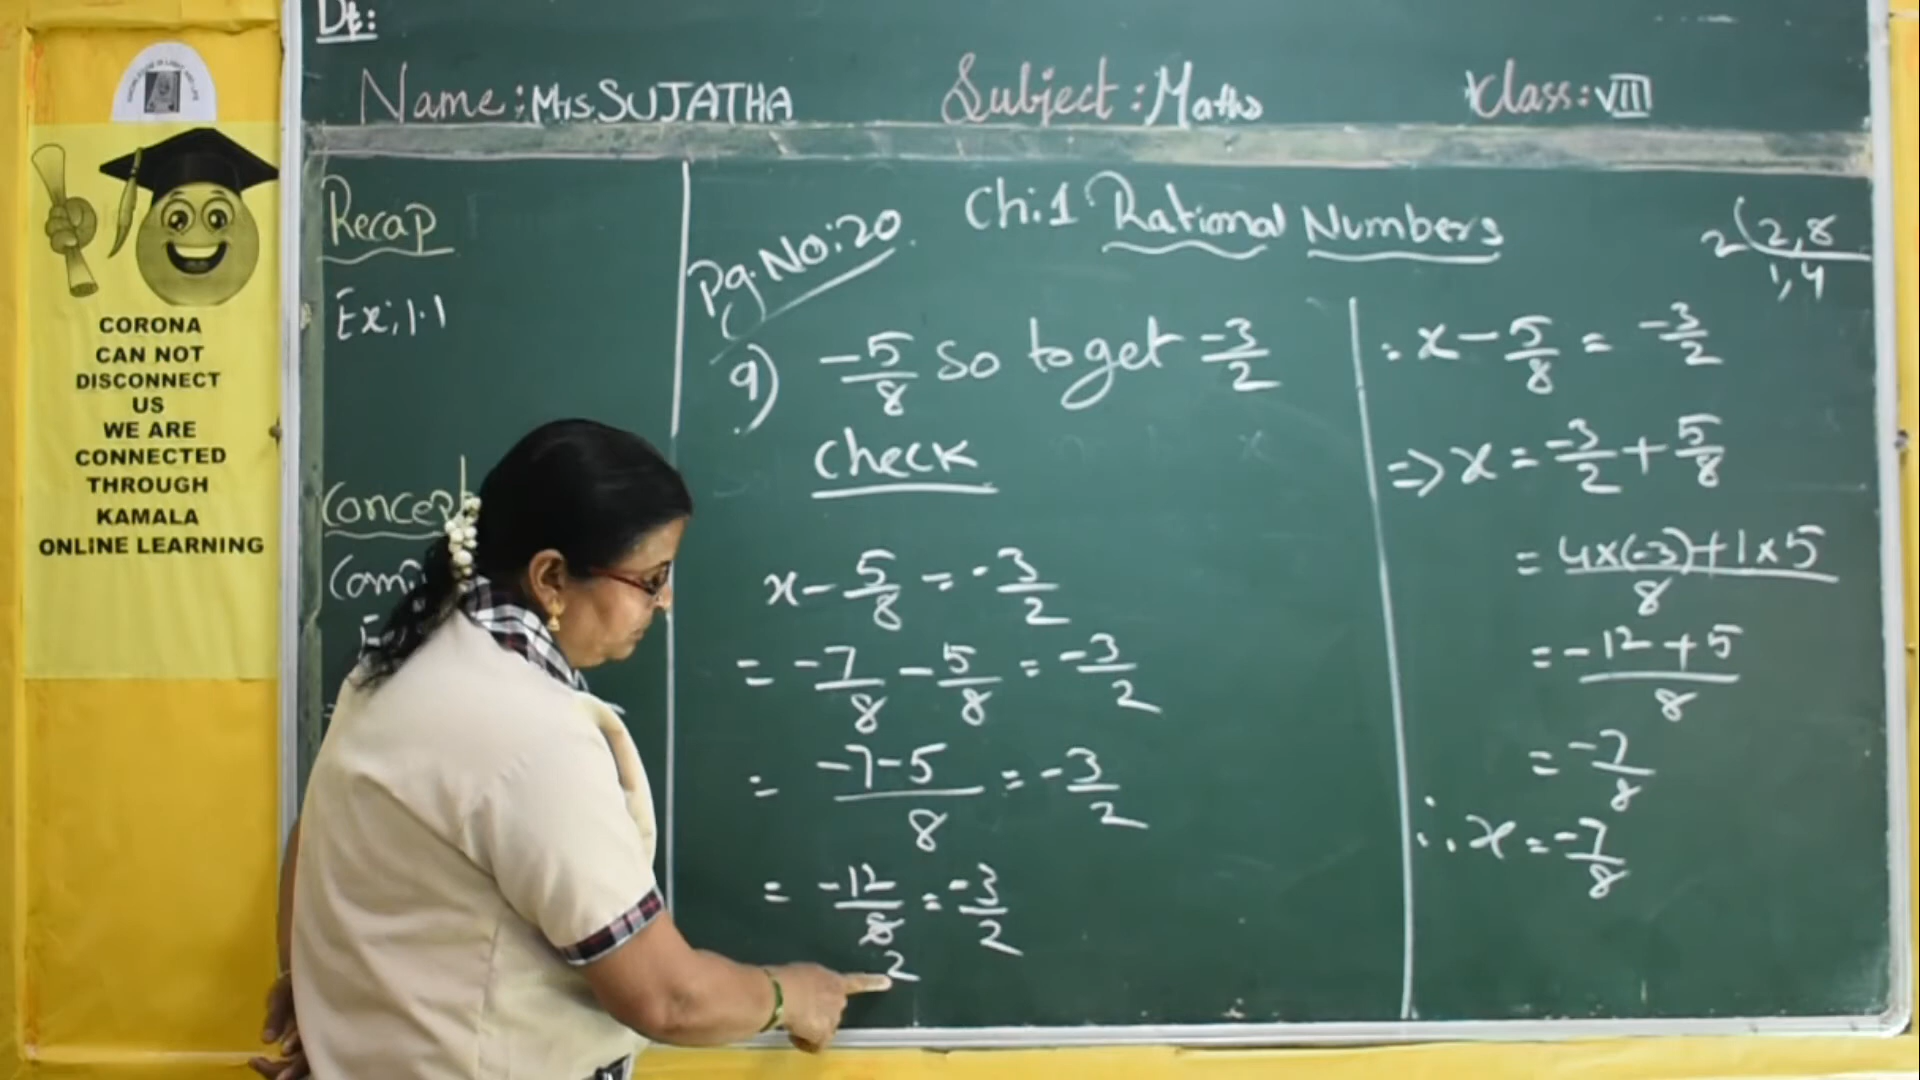 Dt:
Name: Mrs. SUJATHA Subject: Maths Class: VIII
CORONA
CAN NOT
DISCONNECT
US
WE ARE
CONNECTED
THROUGH
KAMALA
ONLINE LEARNING
Recap
Ex: 1.1
Concept
Pg.No:20
Ch:1 Rational Numbers
9) -5/8 so to get -3/2
check
x - 5/8 = -3/2
= -7/8 - 5/8 = -3/2
= -7-5/8 = -3/2
= -12/8 = -3/2
2
2 ( 2, 8
1, 4
∴ x - 5/8 = -3/2
=> x = -3/2 + 5/8
= 4x(-3)+1x5/8
= -12+5/8
= -7/8
∴ x = -7/8